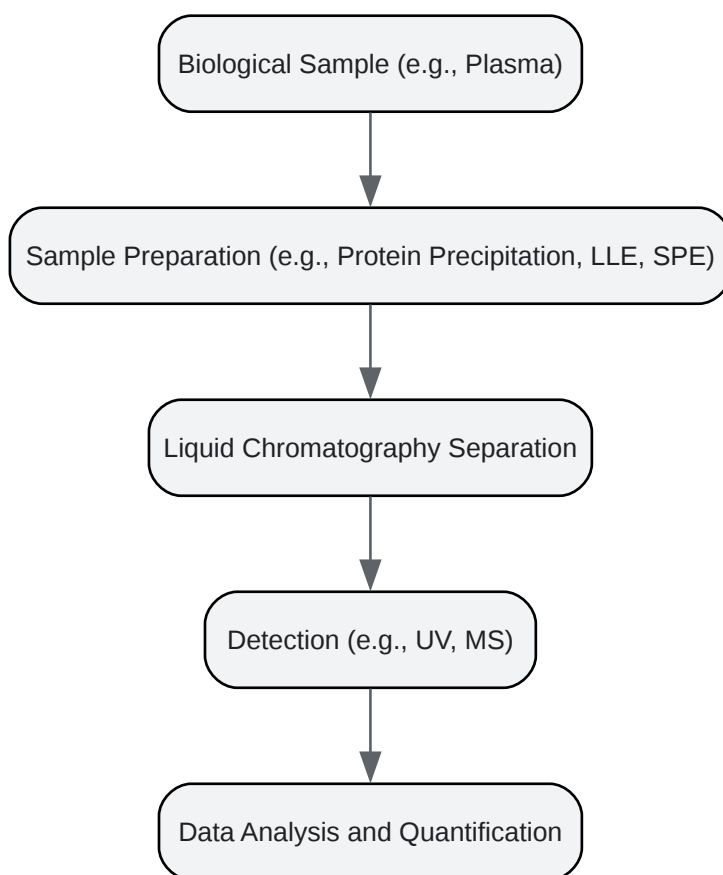 Biological Sample (e.g., Plasma)
Sample Preparation (e.g., Protein Precipitation, LLE, SPE)
Liquid Chromatography Separation
Detection (e.g., UV, MS)
Data Analysis and Quantification